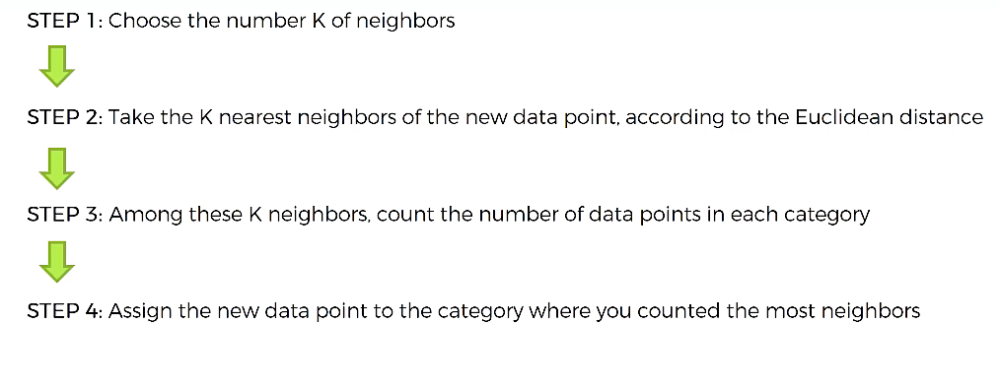 STEP 1: Choose the number K of neighbors
STEP 2: Take the K nearest neighbors of the new data point, according to the Euclidean distance
STEP 3: Among these K neighbors, count the number of data points in each category
STEP 4: Assign the new data point to the category where you counted the most neighbors